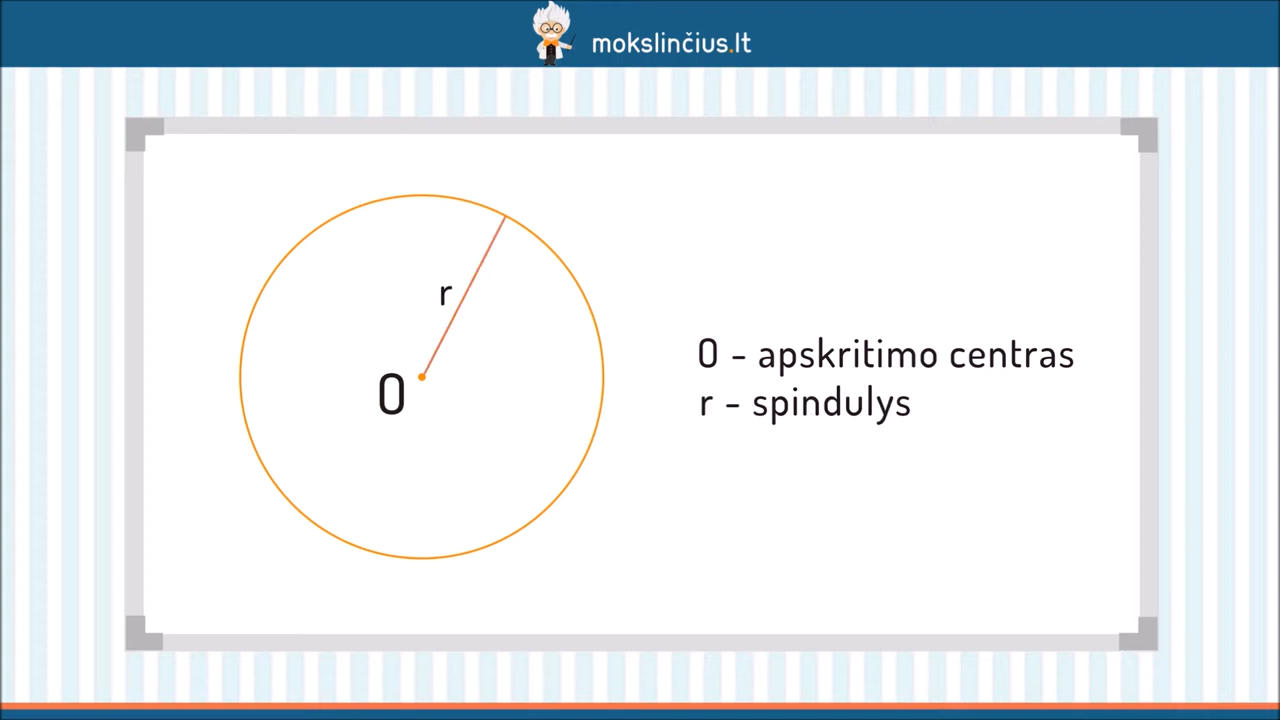 mokslinčius.lt
r
O
O - apskritimo centras
r - spindulys